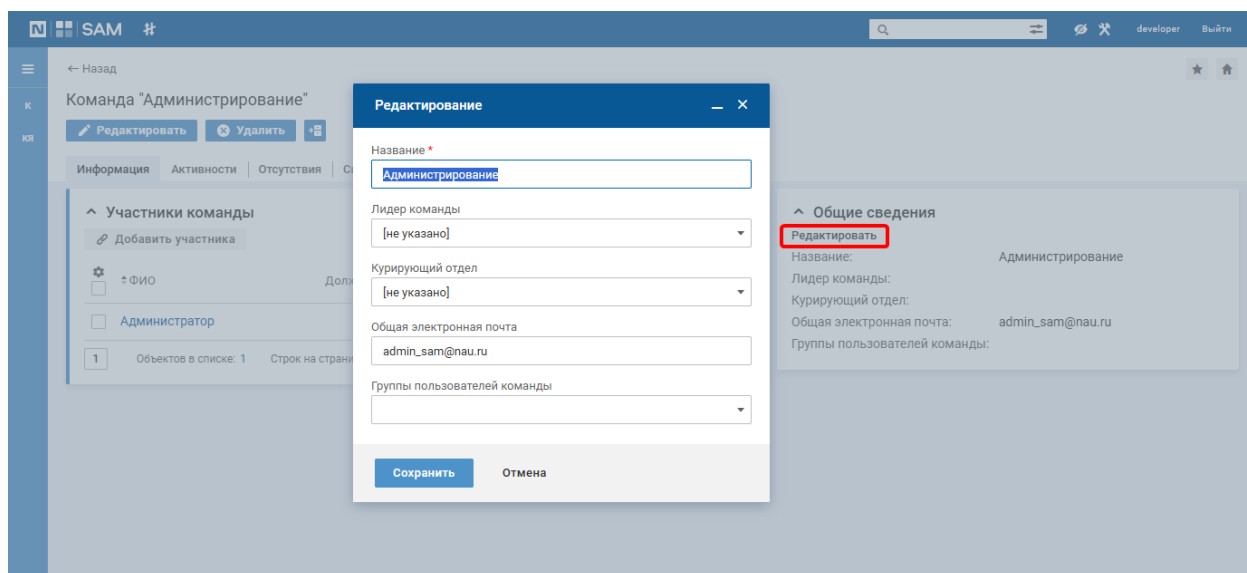 N SAM developer Выйти
← Назад
К
КЯ
Команда "Администрирование"
Редактировать Удалить
Информация Активности Отсутствия
Участники команды
Добавить участника
ФИО
Администратор
1 Объектов в списке: 1 Строк на
Редактирование
Название *
Администрирование
Лидер команды
[не указано]
Курирующий отдел
[не указано]
Общая электронная почта
admin_sam@nau.ru
Группы пользователей команды
Сохранить Отмена
Общие сведения
Редактировать
Название: Администрирование
Лидер команды:
Курирующий отдел:
Общая электронная почта: admin_sam@nau.ru
Группы пользователей команды: